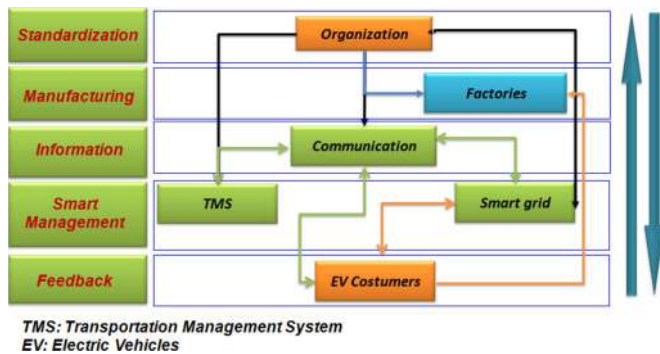 Standardization
Organization
Manufacturing
Factories
Information
Communication
Smart
Management
TMS
Smart grid
Feedback
EV Costumers
TMS: Transportation Management System
EV: Electric Vehicles